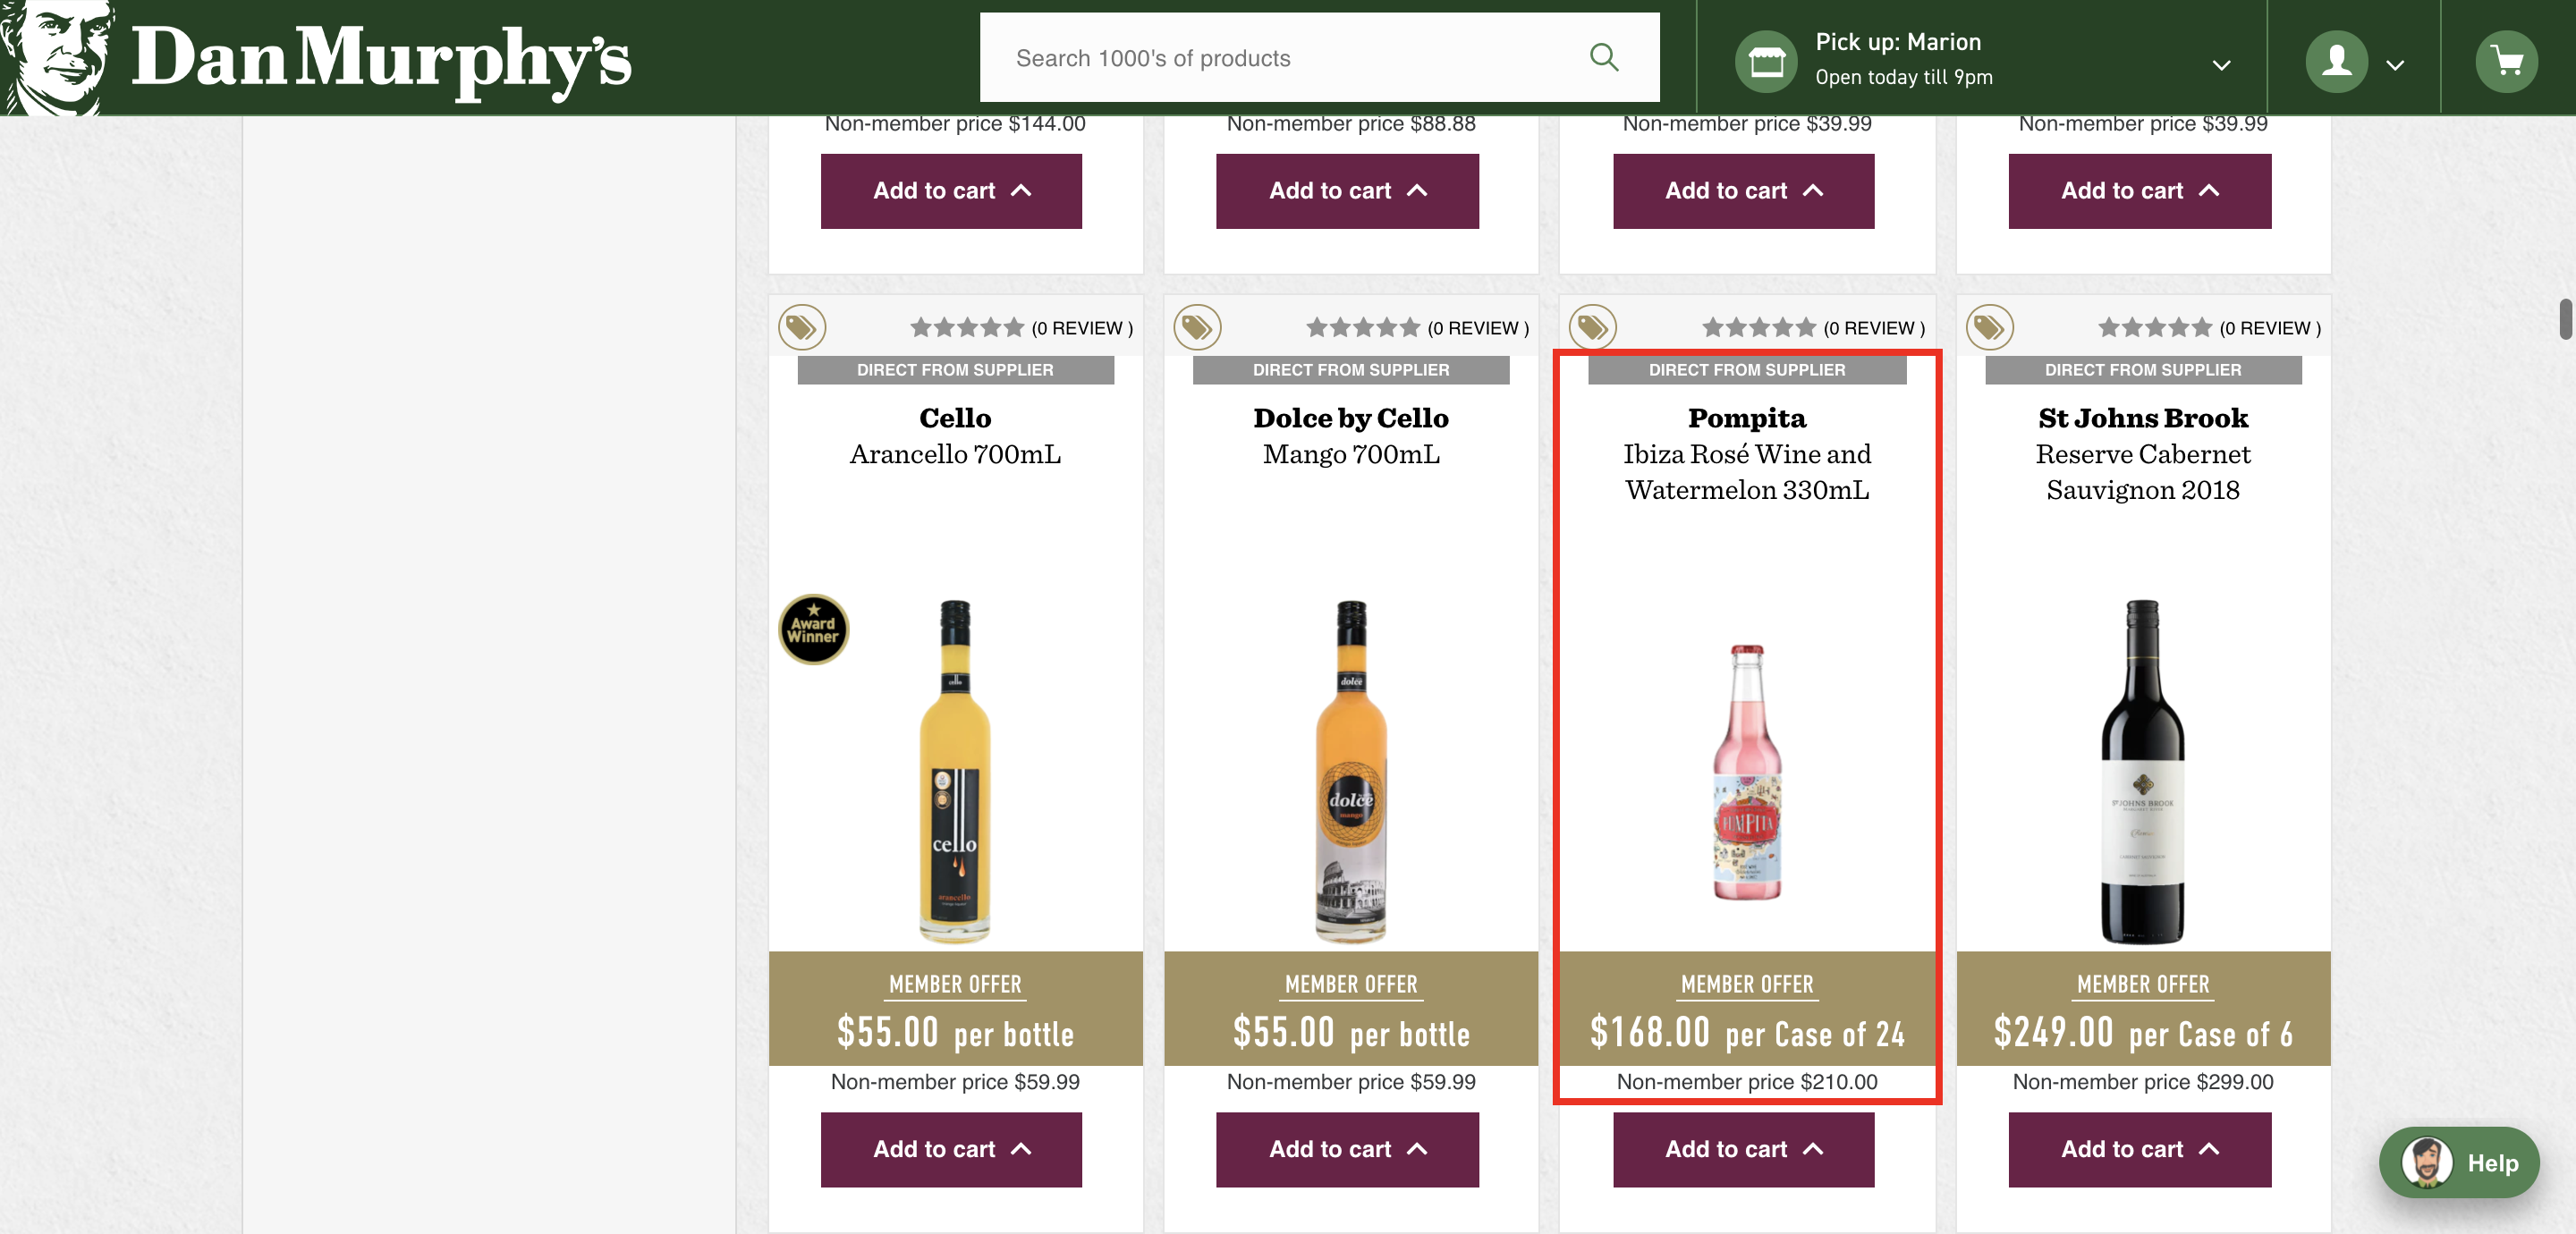 Dan Murphy's
Search 1000's of products
Pick up: Marion
Open today till 9pm
Non-member price $144.00
Non-member price $88.88
Non-member price $39.99
Non-member price $39.99
Add to cart
Add to cart
Add to cart
Add to cart
(0 REVIEW )
(0 REVIEW )
(0 REVIEW )
(0 REVIEW )
DIRECT FROM SUPPLIER
DIRECT FROM SUPPLIER
DIRECT FROM SUPPLIER
DIRECT FROM SUPPLIER
Cello
Arancello 700mL
Dolce by Cello
Mango 700mL
Pompita
Ibiza Rosé Wine and
Watermelon 330mL
St Johns Brook
Reserve Cabernet
Sauvignon 2018
Award
Winner
cello
cello
arancello
dolce
dolce
mango
POMPITA
ST JOHNS BROOK
Reserve
CABERNET SAUVIGNON
MEMBER OFFER
$55.00 per bottle
MEMBER OFFER
$55.00 per bottle
MEMBER OFFER
$168.00 per Case of 24
MEMBER OFFER
$249.00 per Case of 6
Non-member price $59.99
Non-member price $59.99
Non-member price $210.00
Non-member price $299.00
Add to cart
Add to cart
Add to cart
Add to cart
Help